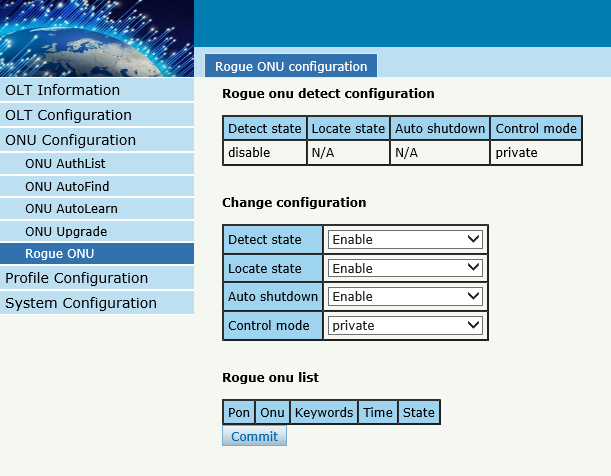 Rogue ONU configuration
OLT Information
OLT Configuration
ONU Configuration
ONU AuthList
ONU AutoFind
ONU AutoLearn
ONU Upgrade
Rogue ONU
Profile Configuration
System Configuration
Rogue onu detect configuration
Detect state Locate state Auto shutdown Control mode
disable N/A N/A private
Change configuration
Detect state Enable
Locate state Enable
Auto shutdown Enable
Control mode private
Rogue onu list
Pon Onu Keywords Time State
Commit